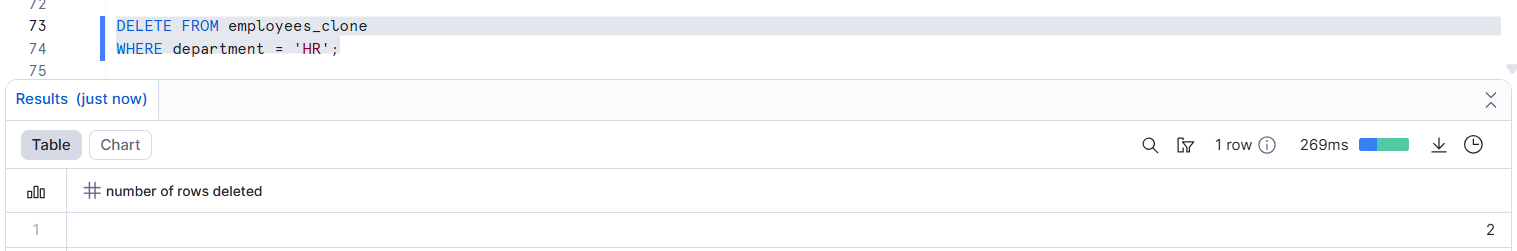 72
73 DELETE FROM employees_clone
74 WHERE department = 'HR';
75
Results (just now)
Table Chart 1 row 269ms
number of rows deleted
1 2